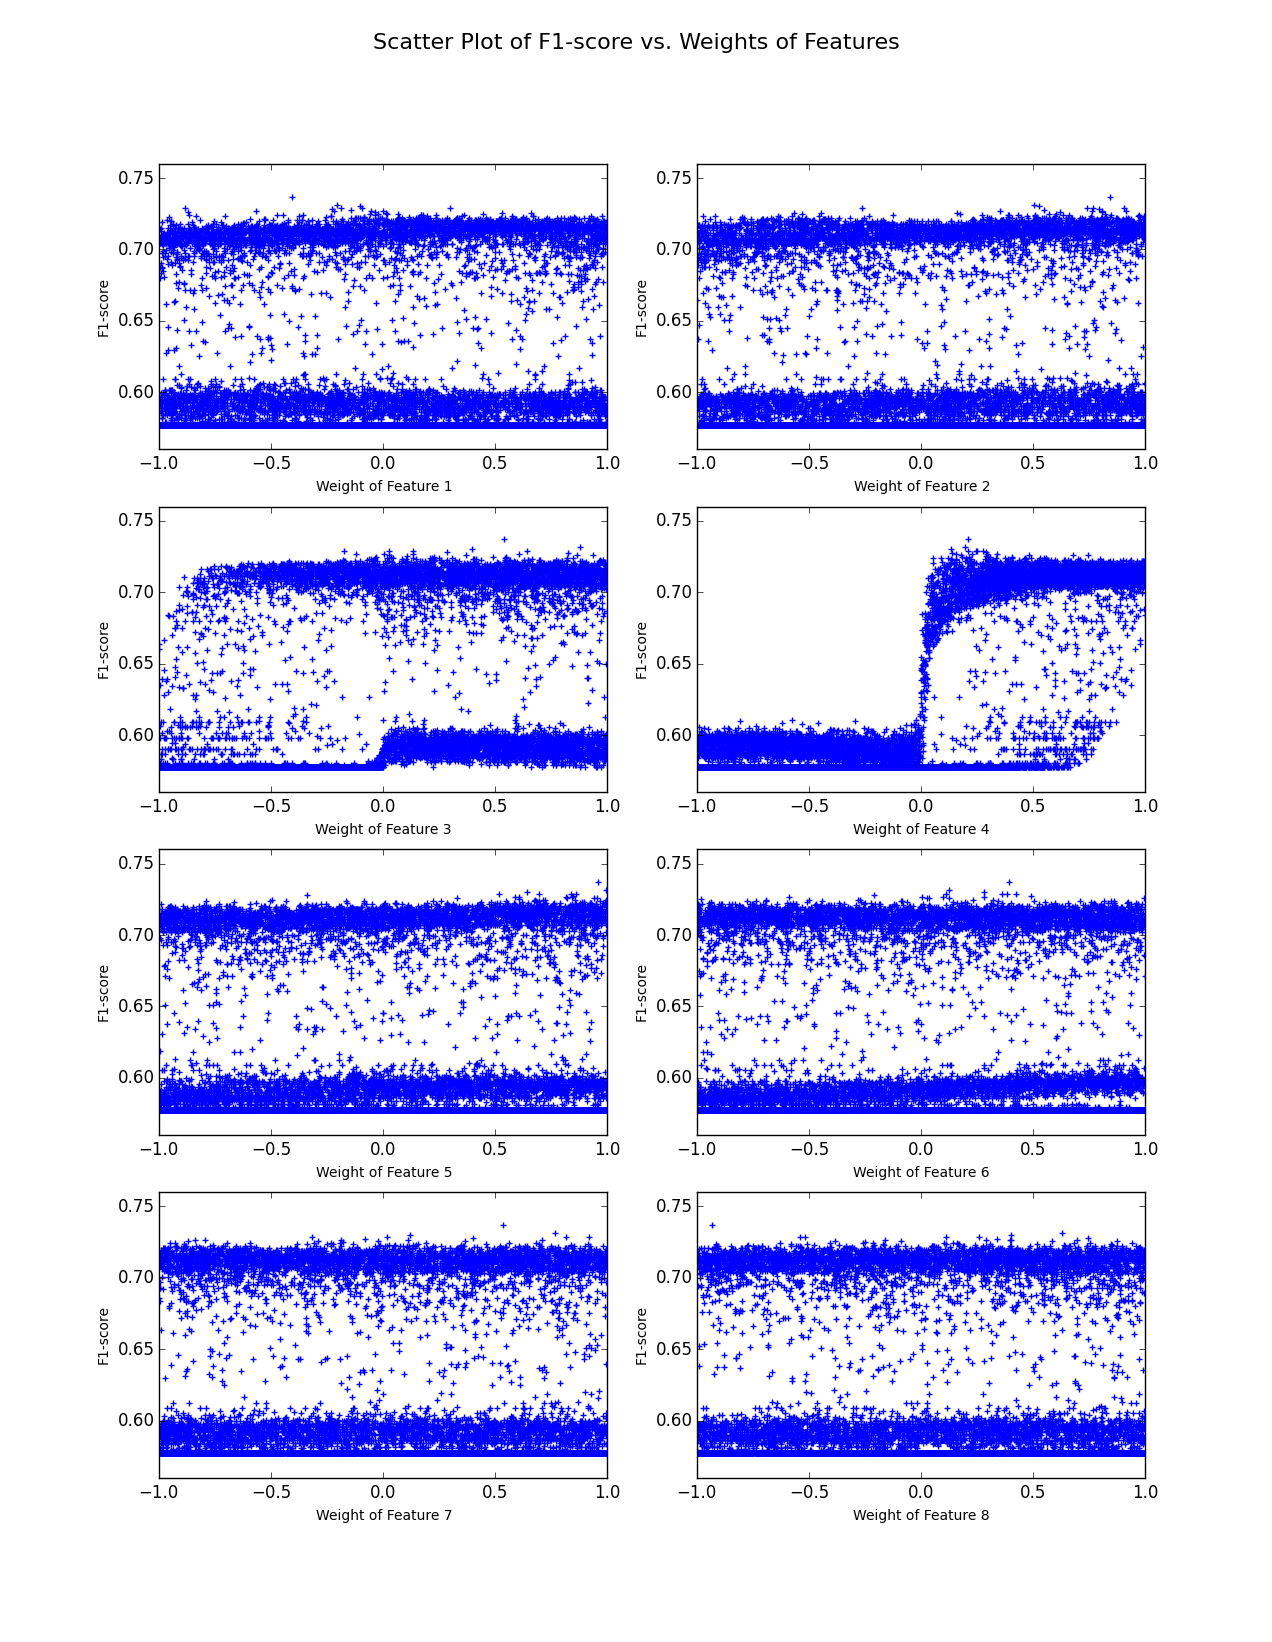 Scatter Plot of F1-score vs. Weights of Features
0.75
0.70
0.65
0.60
F1-score
−1.0 −0.5 0.0 0.5 1.0
Weight of Feature 1
0.75
0.70
0.65
0.60
F1-score
−1.0 −0.5 0.0 0.5 1.0
Weight of Feature 2
0.75
0.70
0.65
0.60
F1-score
−1.0 −0.5 0.0 0.5 1.0
Weight of Feature 3
0.75
0.70
0.65
0.60
F1-score
−1.0 −0.5 0.0 0.5 1.0
Weight of Feature 4
0.75
0.70
0.65
0.60
F1-score
−1.0 −0.5 0.0 0.5 1.0
Weight of Feature 5
0.75
0.70
0.65
0.60
F1-score
−1.0 −0.5 0.0 0.5 1.0
Weight of Feature 6
0.75
0.70
0.65
0.60
F1-score
−1.0 −0.5 0.0 0.5 1.0
Weight of Feature 7
0.75
0.70
0.65
0.60
F1-score
−1.0 −0.5 0.0 0.5 1.0
Weight of Feature 8